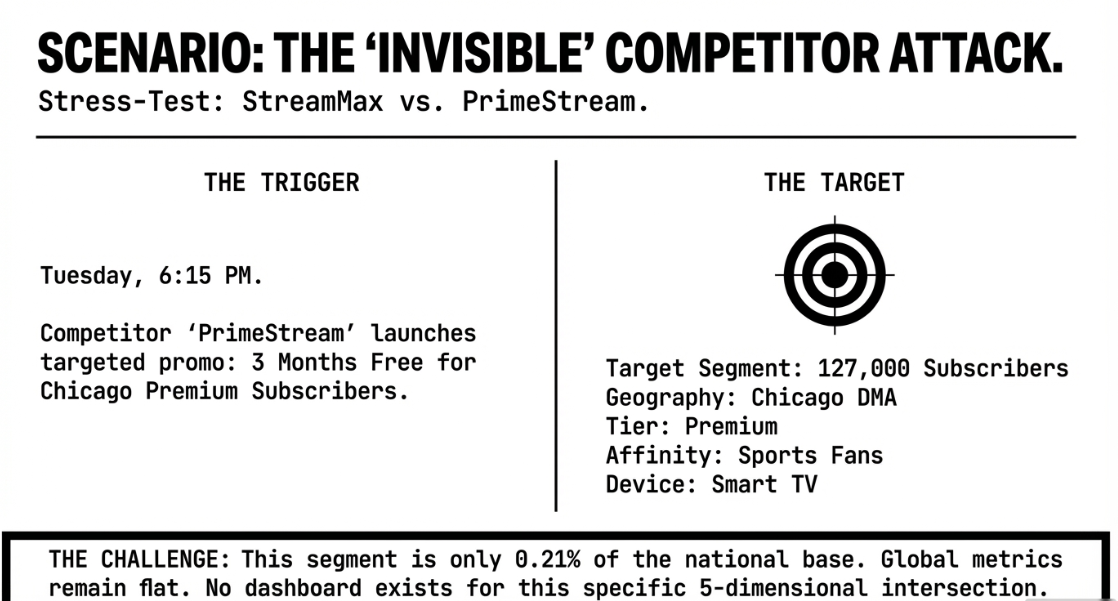 SCENARIO: THE ‘INVISIBLE’ COMPETITOR ATTACK.
Stress-Test: StreamMax vs. PrimeStream.
THE TRIGGER
Tuesday, 6:15 PM.
Competitor ‘PrimeStream’ launches
targeted promo: 3 Months Free for
Chicago Premium Subscribers.
THE TARGET
Target Segment: 127,000 Subscribers
Geography: Chicago DMA
Tier: Premium
Affinity: Sports Fans
Device: Smart TV
THE CHALLENGE: This segment is only 0.21% of the national base. Global metrics
remain flat. No dashboard exists for this specific 5-dimensional intersection.